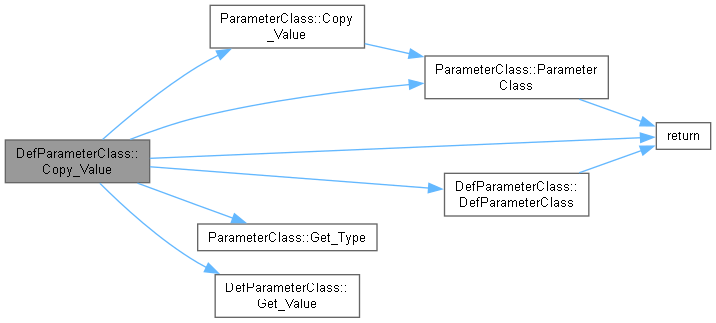 ParameterClass::Copy
_Value
ParameterClass::Parameter
Class
return
DefParameterClass::
Copy_Value
DefParameterClass::
DefParameterClass
ParameterClass::Get_Type
DefParameterClass::
Get_Value